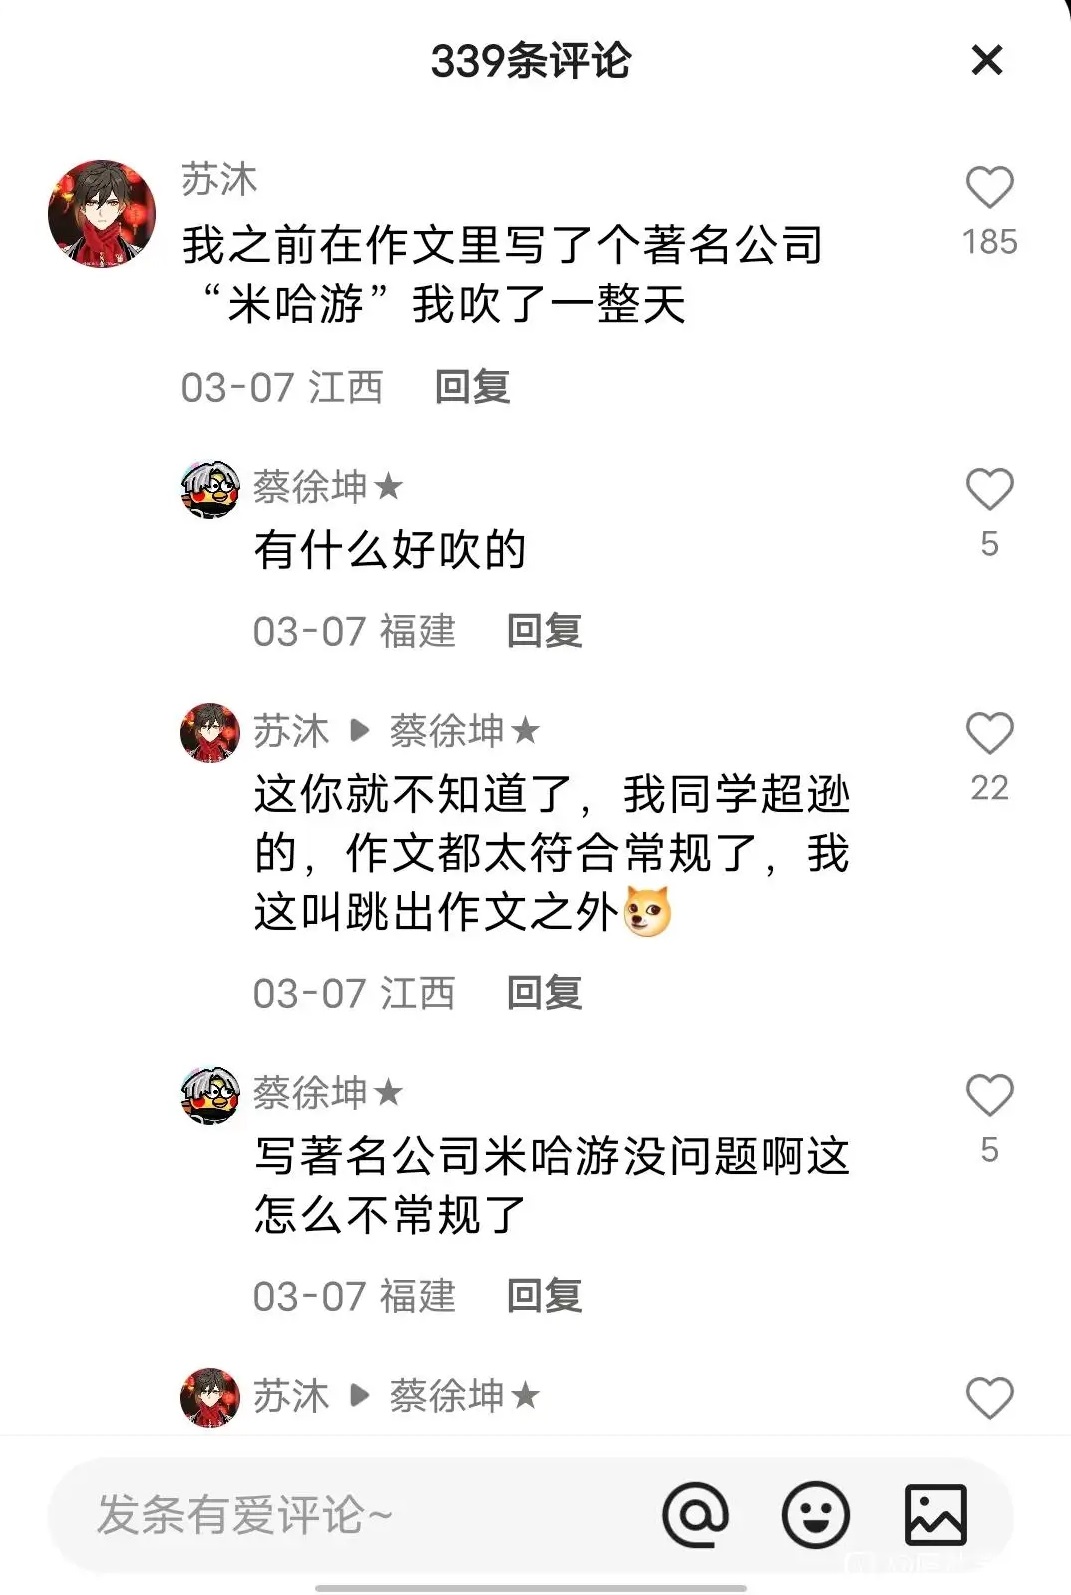 339条评论
苏沐
我之前在作文里写了个著名公司
“米哈游”我吹了一整天
185
03-07 江西 回复
蔡徐坤★
有什么好吹的
5
03-07 福建 回复
苏沐 ▶ 蔡徐坤★
这你就不知道了，我同学超逊
的，作文都太符合常规了，我
这叫跳出作文之外
22
03-07 江西 回复
蔡徐坤★
写著名公司米哈游没问题啊这
怎么不常规了
5
03-07 福建 回复
苏沐 ▶ 蔡徐坤★
发条有爱评论~